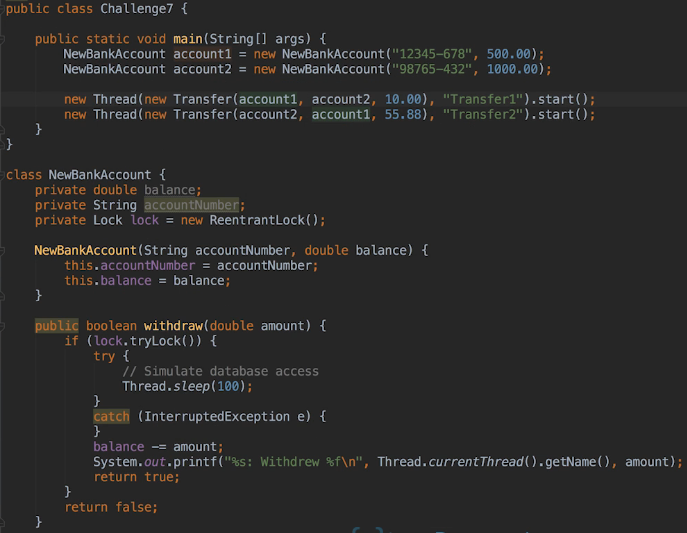 public class Challenge7 {
public static void main(String[] args) {
NewBankAccount account1 = new NewBankAccount("12345-678", 500.00);
NewBankAccount account2 = new NewBankAccount("98765-432", 1000.00);
new Thread(new Transfer(account1, account2, 10.00), "Transfer1").start();
new Thread(new Transfer(account2, account1, 55.88), "Transfer2").start();
}
}
class NewBankAccount {
private double balance;
private String accountNumber;
private Lock lock = new ReentrantLock();
NewBankAccount(String accountNumber, double balance) {
this.accountNumber = accountNumber;
this.balance = balance;
}
public boolean withdraw(double amount) {
if (lock.tryLock()) {
try {
// Simulate database access
Thread.sleep(100);
}
catch (InterruptedException e) {
}
balance -= amount;
System.out.printf("%s: Withdrew %f\n", Thread.currentThread().getName(), amount);
return true;
}
return false;
}